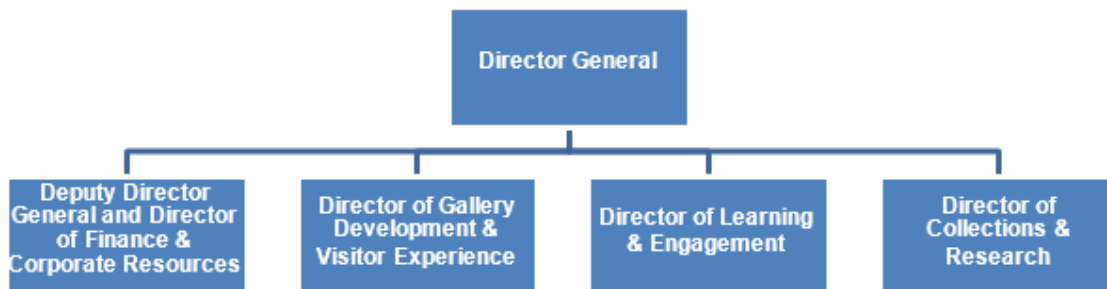 Director General
Deputy Director
General and Director
of Finance &
Corporate Resources
Director of Gallery
Development &
Visitor Experience
Director of Learning
& Engagement
Director of
Collections &
Research